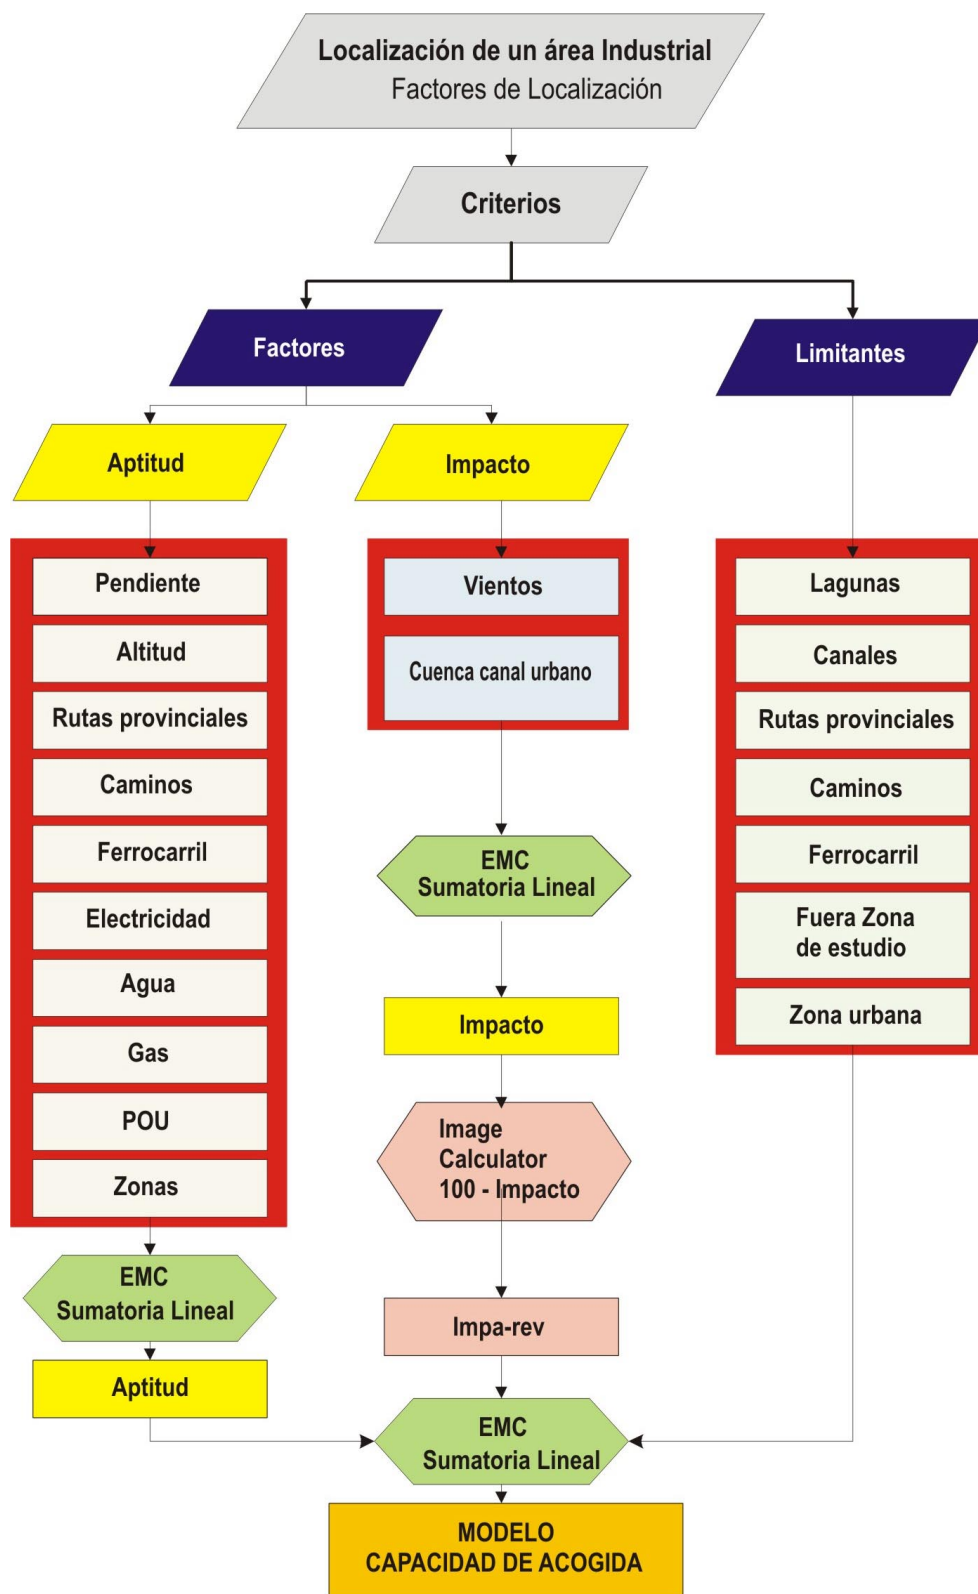 Localización de un área Industrial
Factores de Localización
Criterios
Factores
Limitantes
Aptitud
Impacto
Pendiente
Altitud
Rutas provinciales
Caminos
Ferrocarril
Electricidad
Agua
Gas
POU
Zonas
EMC
Sumatoria Lineal
Aptitud
Vientos
Cuenca canal urbano
EMC
Sumatoria Lineal
Impacto
Image
Calculator
100 - Impacto
Impa-rev
Lagunas
Canales
Rutas provinciales
Caminos
Ferrocarril
Fuera Zona
de estudio
Zona urbana
EMC
Sumatoria Lineal
MODELO
CAPACIDAD DE ACOGIDA